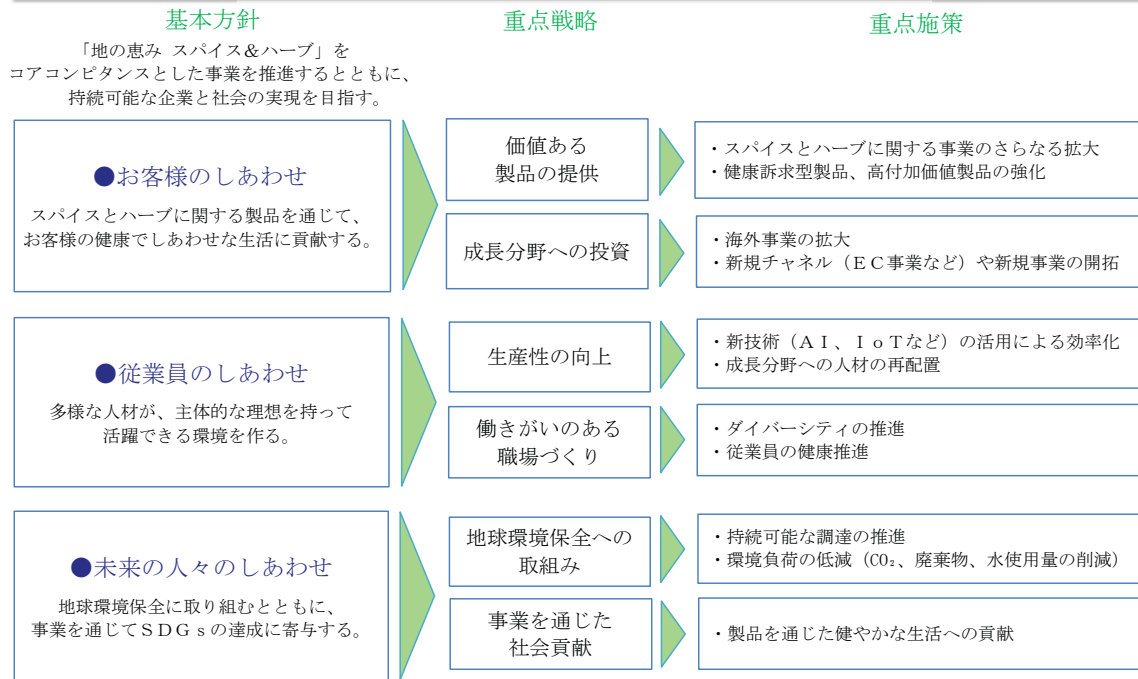 基本方針
重点戦略
重点施策
「地の恵み スパイス&ハーブ」を
コアコンピタンスとした事業を推進するとともに、
持続可能な企業と社会の実現を目指す。
●お客様のしあわせ
スパイスとハーブに関する製品を通じて、
お客様の健康でしあわせな生活に貢献する。
価値ある
製品の提供
・スパイスとハーブに関する事業のさらなる拡大
・健康訴求型製品、高付加価値製品の強化
成長分野への投資
・海外事業の拡大
・新規チャネル（ＥＣ事業など）や新規事業の開拓
●従業員のしあわせ
多様な人材が、主体的な理想を持って
活躍できる環境を作る。
生産性の向上
・新技術（ＡＩ、ＩｏＴなど）の活用による効率化
・成長分野への人材の再配置
働きがいのある
職場づくり
・ダイバーシティの推進
・従業員の健康推進
●未来の人々のしあわせ
地球環境保全に取り組むとともに、
事業を通じてＳＤＧｓの達成に寄与する。
地球環境保全への
取組み
・持続可能な調達の推進
・環境負荷の低減（CO₂、廃棄物、水使用量の削減）
事業を通じた
社会貢献
・製品を通じた健やかな生活への貢献